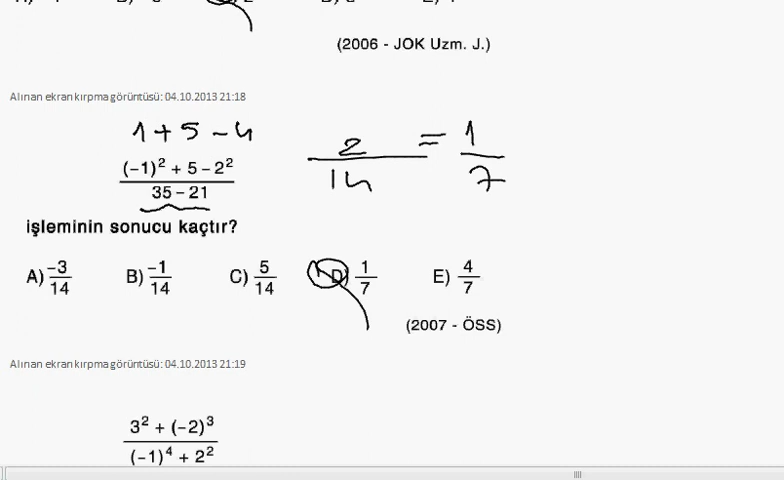 (2006 - JOK Uzm. J.)
Alınan ekran kırpma görüntüsü: 04.10.2013 21:18
1 + 5 - 4
(-1)² + 5 - 2²
35 - 21
2
14
= 1
7
işleminin sonucu kaçtır?
A) -3/14 B) -1/14 C) 5/14 D) 1/7 E) 4/7
(2007 - ÖSS)
Alınan ekran kırpma görüntüsü: 04.10.2013 21:19
3² + (-2)³
(-1)⁴ + 2²